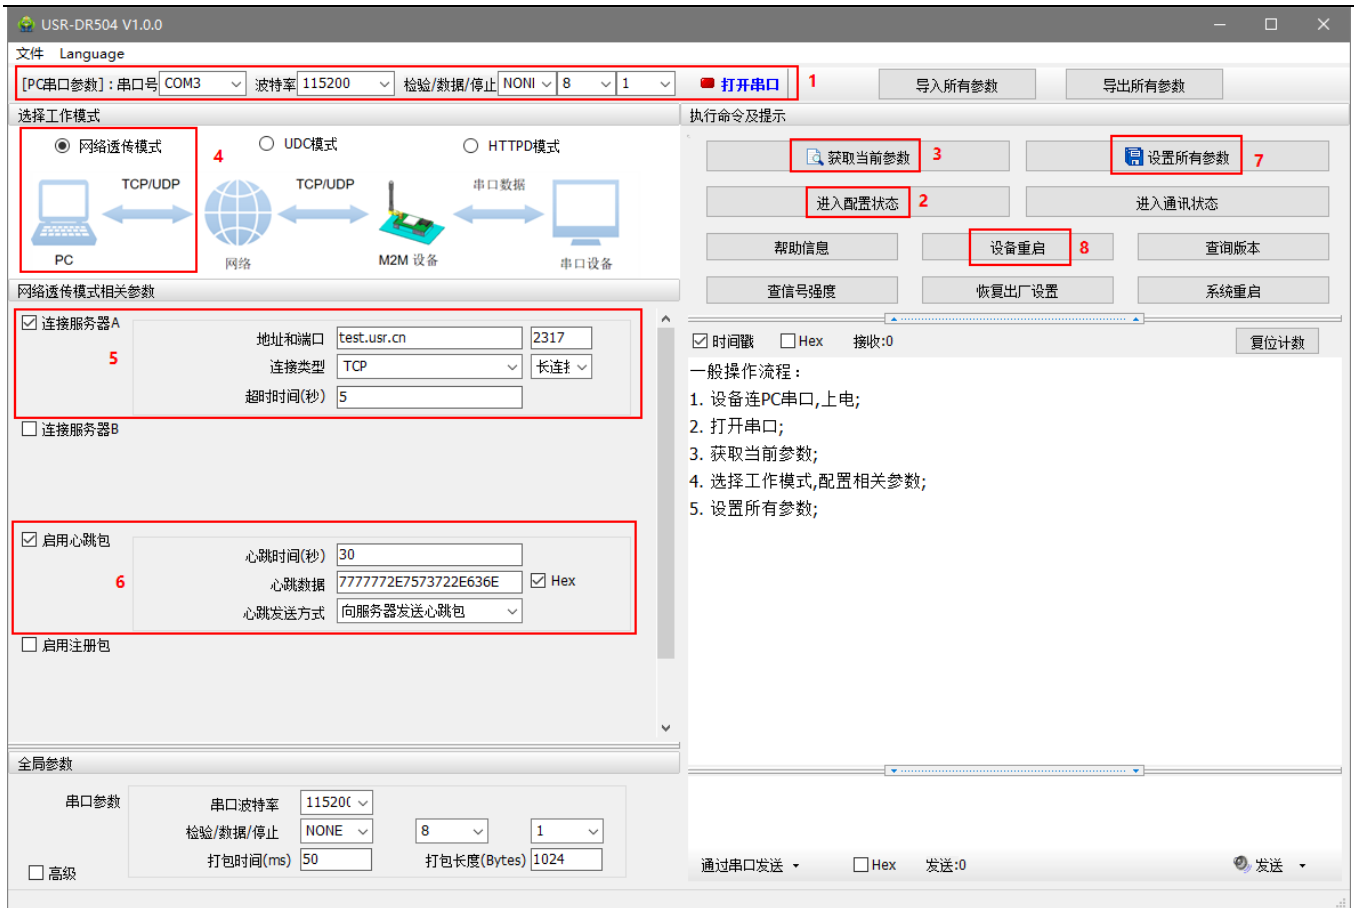 USR-DR504 V1.0.0
文件 Language
[PC串口参数]：串口号 COM3 波特率 115200 检验/数据/停止 NONI 8 1 打开串口 1 导入所有参数 导出所有参数
选择工作模式
网络透传模式 4 UDC模式 HTTPD模式
TCP/UDP TCP/UDP 串口数据
PC 网络 M2M 设备 串口设备
网络透传模式相关参数
连接服务器A
5
地址和端口 test.usr.cn 2317
连接类型 TCP 长连接
超时时间(秒) 5
连接服务器B
启用心跳包
6
心跳时间(秒) 30
心跳数据 7777772E7573722E636E Hex
心跳发送方式 向服务器发送心跳包
启用注册包
全局参数
串口参数 串口波特率 115200
检验/数据/停止 NONE 8 1
打包时间(ms) 50 打包长度(Bytes) 1024
高级
执行命令及提示
获取当前参数 3 设置所有参数 7
进入配置状态 2 进入通讯状态
帮助信息 设备重启 8 查询版本
查信号强度 恢复出厂设置 系统重启
时间戳 Hex 接收:0 复位计数
一般操作流程：
1. 设备连PC串口,上电;
2. 打开串口;
3. 获取当前参数;
4. 选择工作模式,配置相关参数;
5. 设置所有参数;
通过串口发送 Hex 发送:0 发送